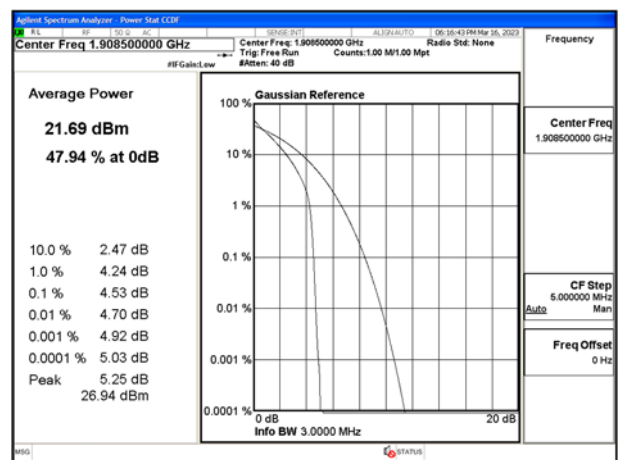 Agilent Spectrum Analyzer - Power Stat CCDF
RL RF 50 Ω AC SENSE:INT ALIGN AUTO 06:16:43 PM Mar 16, 2023
Center Freq 1.908500000 GHz
Center Freq: 1.908500000 GHz Radio Std: None
Trig: Free Run Counts:1.00 M/1.00 Mpt
#IFGain:Low #Atten: 40 dB
Frequency
Average Power
21.69 dBm
47.94 % at 0dB
10.0 % 2.47 dB
1.0 % 4.24 dB
0.1 % 4.53 dB
0.01 % 4.70 dB
0.001 % 4.92 dB
0.0001 % 5.03 dB
Peak 5.25 dB
26.94 dBm
Gaussian Reference
100 %
10 %
1 %
0.1 %
0.01 %
0.001 %
0.0001 %
0 dB 20 dB
Info BW 3.0000 MHz
Center Freq
1.908500000 GHz
CF Step
5.000000 MHz
Auto Man
Freq Offset
0 Hz
MSG STATUS